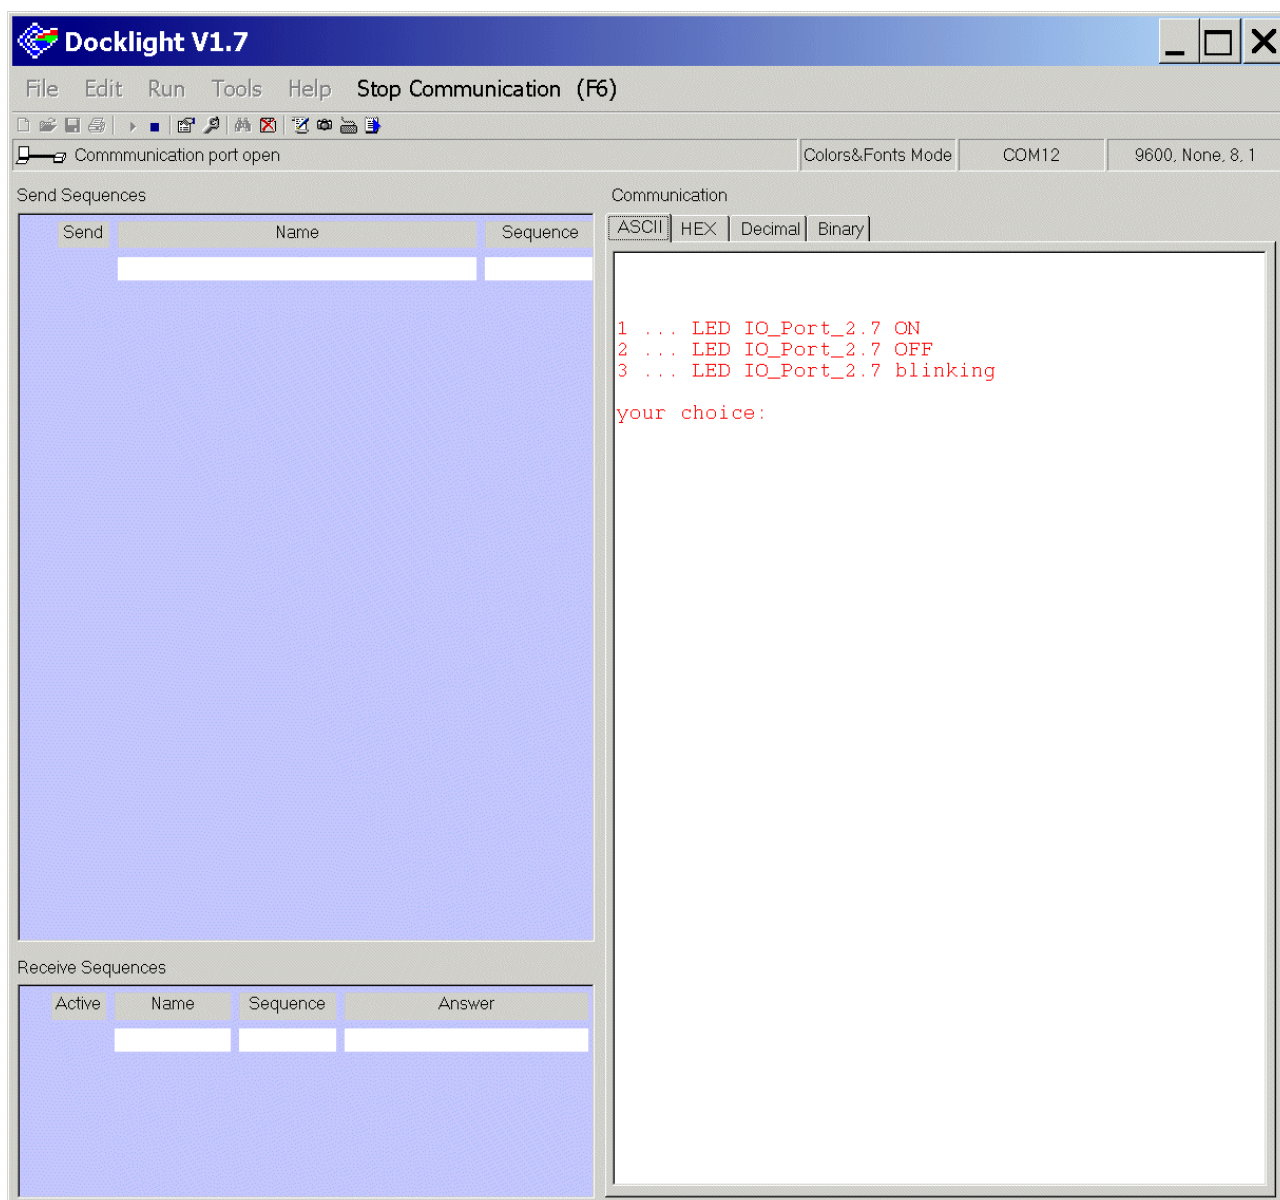 Docklight V1.7
File Edit Run Tools Help Stop Communication (F6)
Commmunication port open Colors&Fonts Mode COM12 9600, None, 8, 1
Send Sequences
Send Name Sequence
Communication
ASCII HEX Decimal Binary
1 ... LED IO_Port_2.7 ON
2 ... LED IO_Port_2.7 OFF
3 ... LED IO_Port_2.7 blinking
your choice:
Receive Sequences
Active Name Sequence Answer